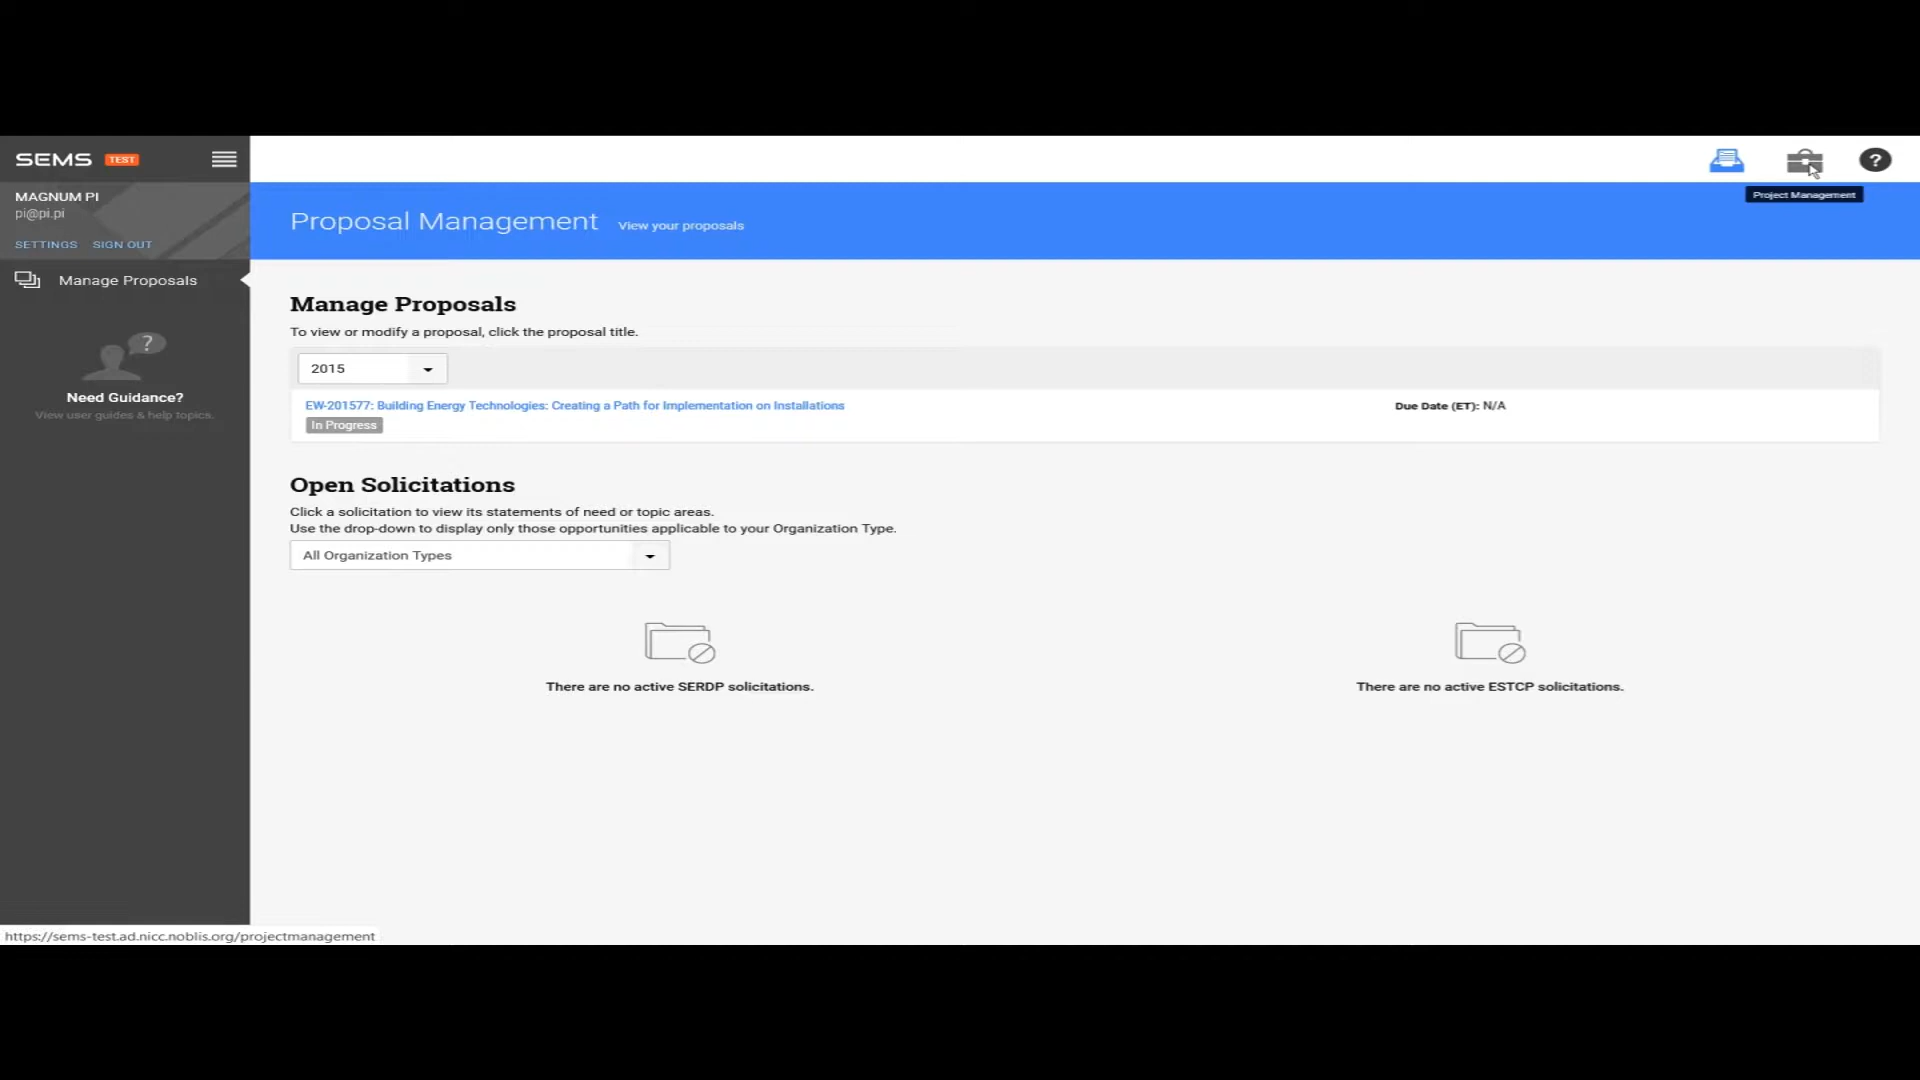 SEMS TEST
MAGNUM PI
pi@pi.pi
SETTINGS SIGN OUT
Manage Proposals
?
Need Guidance?
View user guides & help topics.
?
Project Management
Proposal Management View your proposals
Manage Proposals
To view or modify a proposal, click the proposal title.
2015
EW-201577: Building Energy Technologies: Creating a Path for Implementation on Installations Due Date (ET): N/A
In Progress
Open Solicitations
Click a solicitation to view its statements of need or topic areas.
Use the drop-down to display only those opportunities applicable to your Organization Type.
All Organization Types
There are no active SERDP solicitations. There are no active ESTCP solicitations.
https://sems-test.ad.nicc.noblis.org/projectmanagement